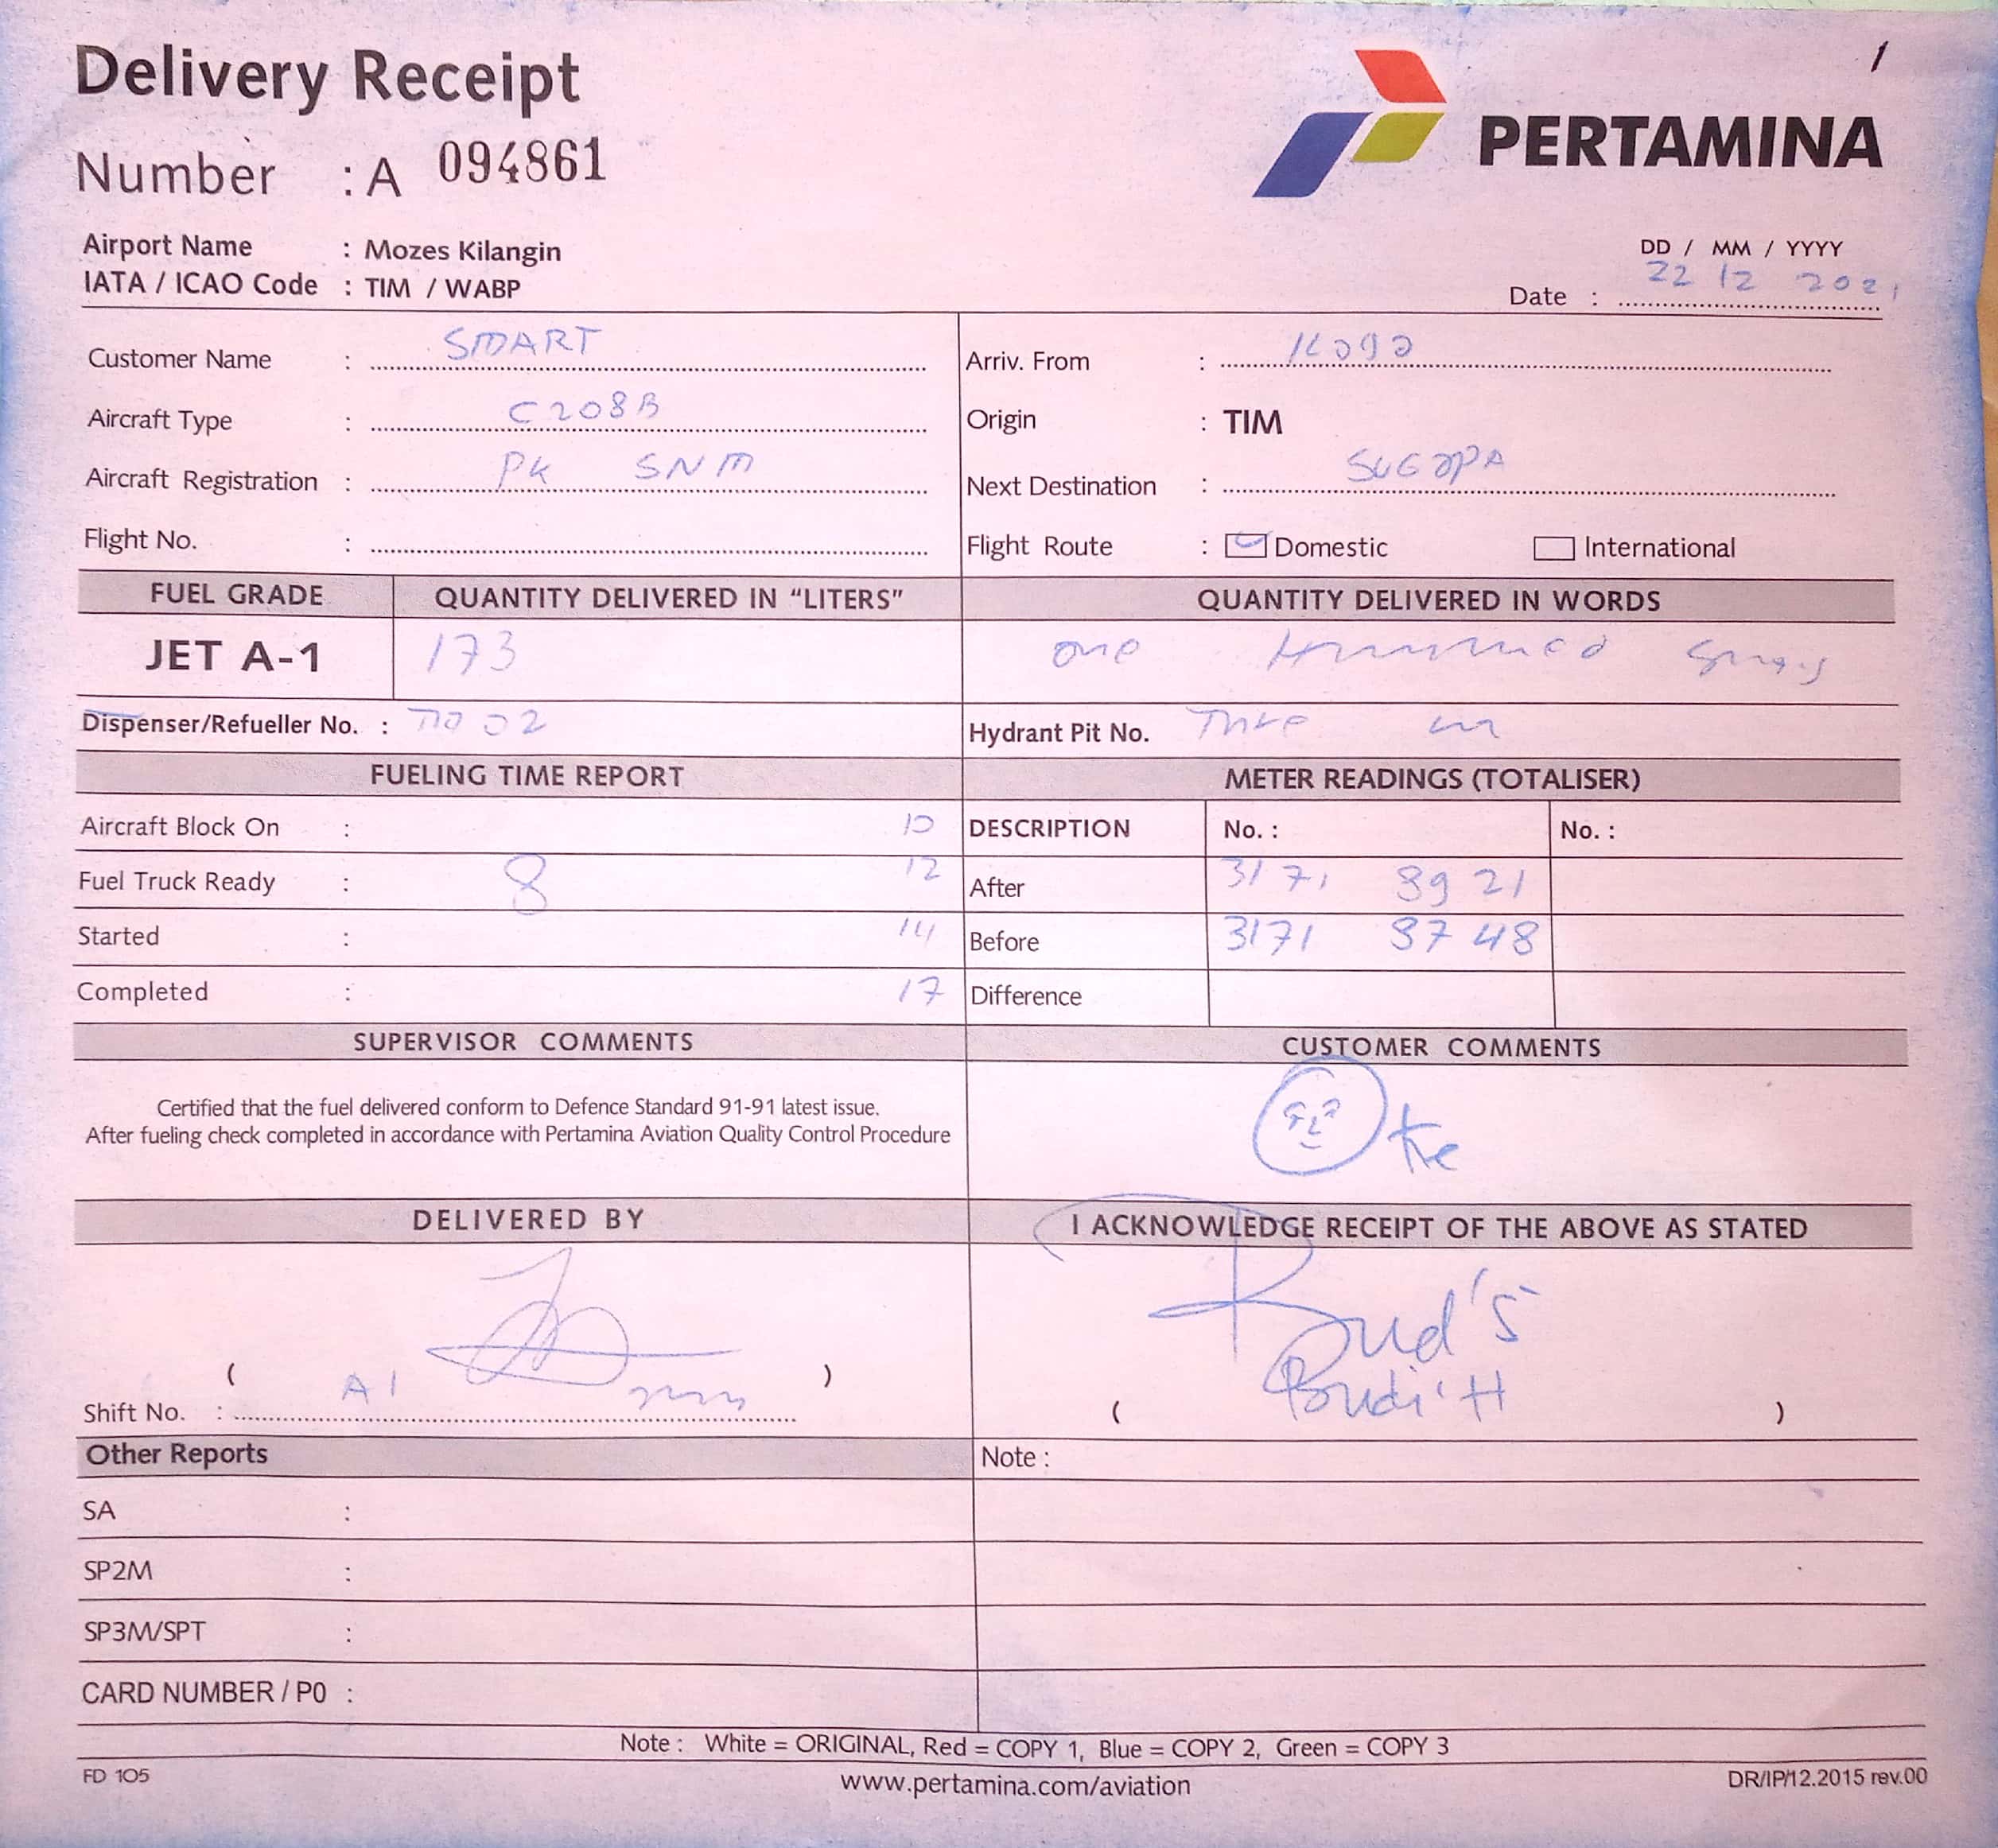 Delivery Receipt
1
PERTAMINA
Number : A 094861
Airport Name : Mozes Kilangin
IATA / ICAO Code : TIM / WABP
DD / MM / YYYY
Date : 22 12 2021
Customer Name : SMART
Arriv. From :
Aircraft Type : C208B
Origin : TIM
Aircraft Registration : PK SNM
Next Destination : SUGAPA
Flight No. :
Flight Route : Domestic International
FUEL GRADE QUANTITY DELIVERED IN “LITERS” QUANTITY DELIVERED IN WORDS
JET A-1 173 one
Dispenser/Refueller No. : 02
Hydrant Pit No.
FUELING TIME REPORT METER READINGS (TOTALISER)
Aircraft Block On : 10
DESCRIPTION No. : No. :
Fuel Truck Ready : 8 12
After 3171 8921
Started : 14
Before 3171 8748
Completed : 17
Difference
SUPERVISOR COMMENTS CUSTOMER COMMENTS
Certified that the fuel delivered conform to Defence Standard 91-91 latest issue.
After fueling check completed in accordance with Pertamina Aviation Quality Control Procedure
DELIVERED BY I ACKNOWLEDGE RECEIPT OF THE ABOVE AS STATED
( )
Shift No. : A1
( Budi H )
Other Reports Note :
SA :
SP2M :
SP3M/SPT :
CARD NUMBER / P0 :
Note : White = ORIGINAL, Red = COPY 1, Blue = COPY 2, Green = COPY 3
FD 105 www.pertamina.com/aviation DR/IP/12.2015 rev.00